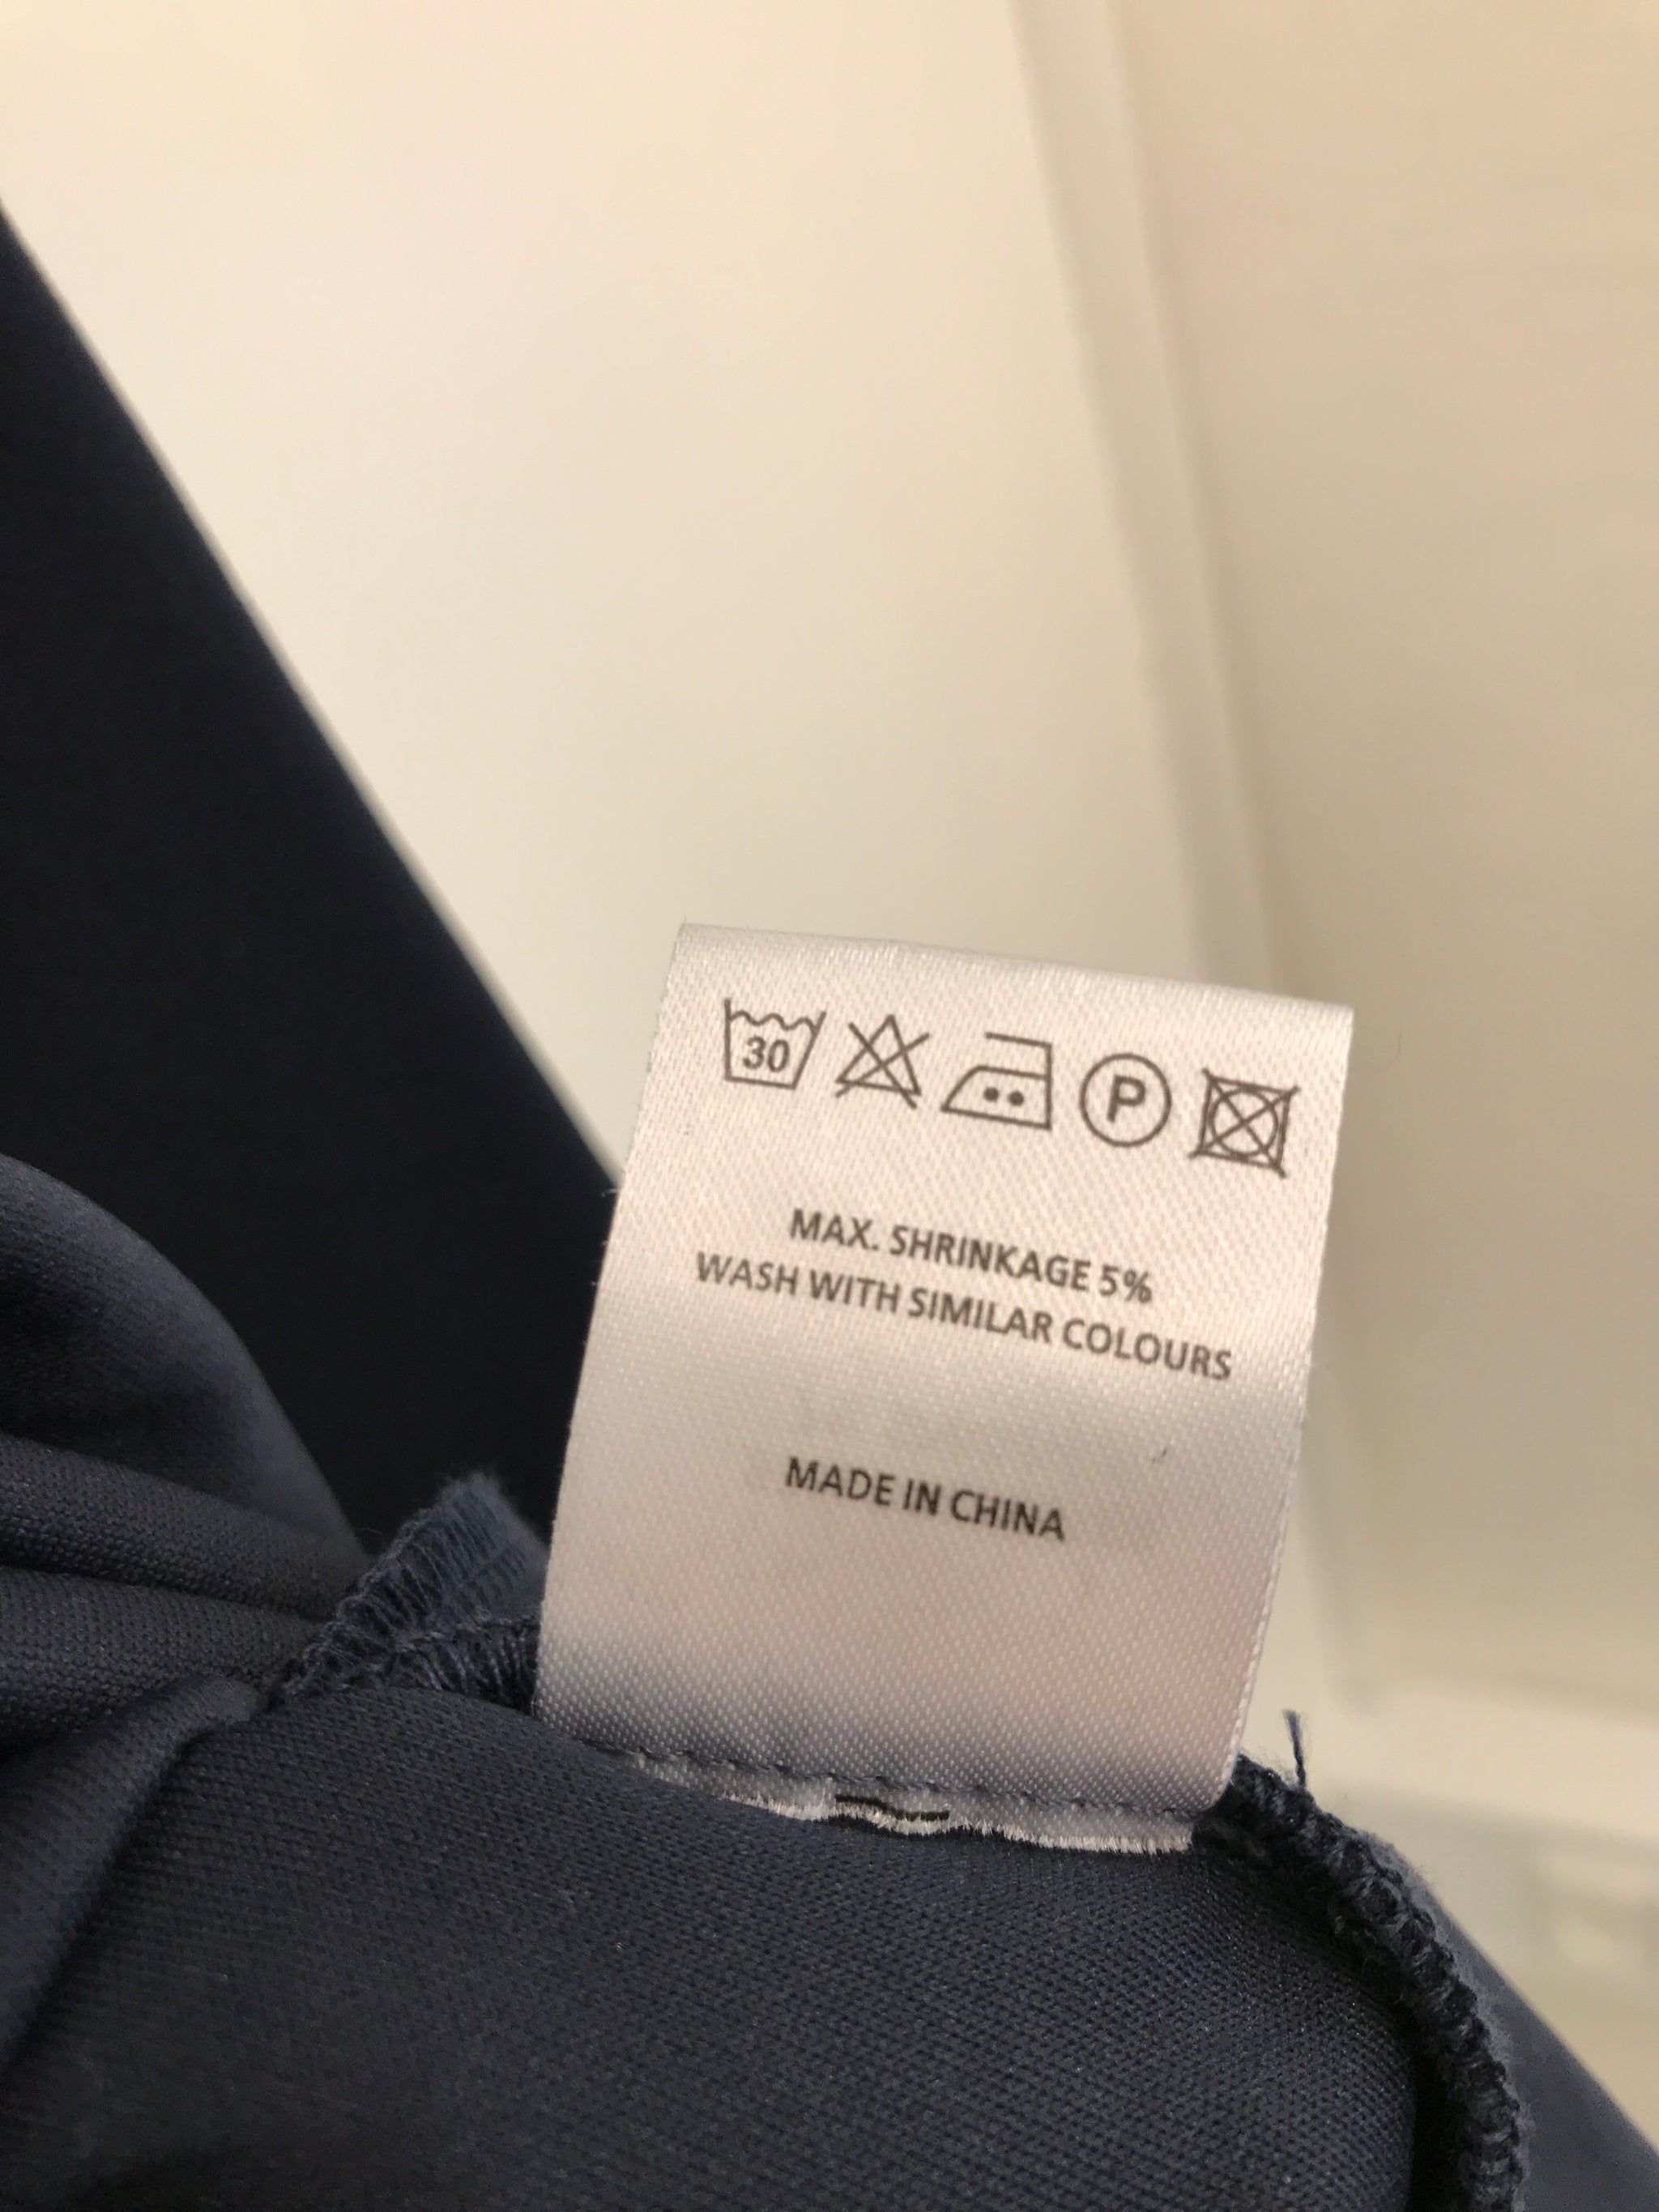 30 P
MAX. SHRINKAGE 5%
WASH WITH SIMILAR COLOURS
MADE IN CHINA